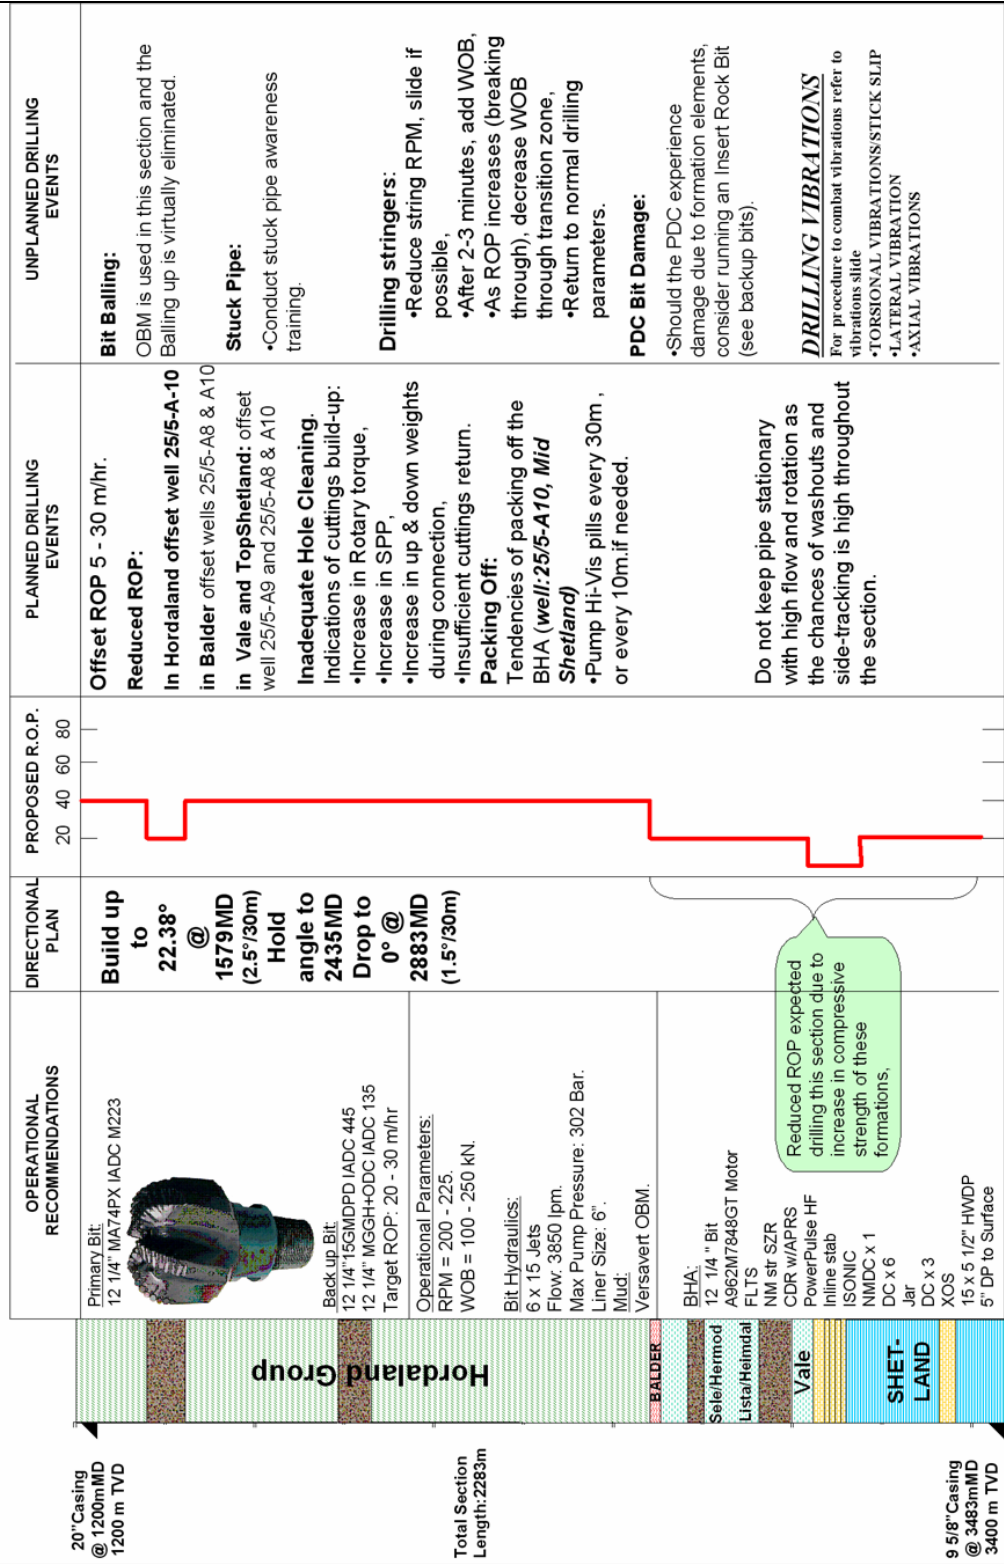 OPERATIONAL
RECOMMENDATIONS
DIRECTIONAL
PLAN
PROPOSED R.O.P.
PLANNED DRILLING
EVENTS
UNPLANNED DRILLING
EVENTS
20"Casing
@ 1200mMD
1200 m TVD
Total Section
Length:2283m
9 5/8"Casing
@ 3483mMD
3400 m TVD
Hordaland Group
BALDER
Sele/Hermod
Lista/Heimdal
Vale
SHET-
LAND
Primary Bit:
12 1/4" MA74PX IADC M223
Back up Bit:
12 1/4"15GMDPD IADC 445
12 1/4" MGGH+ODC IADC 135
Target ROP: 20 - 30 m/hr
Operational Parameters:
RPM = 200 - 225.
WOB = 100 - 250 kN.
Bit Hydraulics:
6 x 15 Jets
Flow: 3850 lpm.
Max Pump Pressure: 302 Bar.
Liner Size: 6".
Mud:
Versavert OBM.
BHA:
12 1/4 " Bit
A962M7848GT Motor
FLTS
NM str SZR
CDR w/APRS
PowerPulse HF
Inline stab
ISONIC
NMDC x 1
DC x 6
Jar
DC x 3
XOS
15 x 5 1/2" HWDP
5" DP to Surface
Reduced ROP expected
drilling this section due to
increase in compressive
strength of these
formations,
Build up
to
22.38°
@
1579MD
(2.5°/30m)
Hold
angle to
2435MD
Drop to
0° @
2883MD
(1.5°/30m)
20 40 60 80
Offset ROP 5 - 30 m/hr.
Reduced ROP:
In Hordaland offset well 25/5-A-10
in Balder offset wells 25/5-A8 & A10
in Vale and TopShetland: offset
well 25/5-A9 and 25/5-A8 & A10
Inadequate Hole Cleaning.
Indications of cuttings build-up:
•Increase in Rotary torque,
•Increase in SPP,
•Increase in up & down weights
during connection,
•Insufficient cuttings return.
Packing Off:
Tendencies of packing off the
BHA (well:25/5-A10, Mid
Shetland)
•Pump Hi-Vis pills every 30m ,
or every 10m.if needed.
Do not keep pipe stationary
with high flow and rotation as
the chances of washouts and
side-tracking is high throughout
the section.
Bit Balling:
OBM is used in this section and the
Balling up is virtually eliminated.
Stuck Pipe:
•Conduct stuck pipe awareness
training.
Drilling stringers:
•Reduce string RPM, slide if
possible,
•After 2-3 minutes, add WOB,
•As ROP increases (breaking
through), decrease WOB
through transition zone,
•Return to normal drilling
parameters.
PDC Bit Damage:
•Should the PDC experience
damage due to formation elements,
consider running an Insert Rock Bit
(see backup bits).
DRILLING VIBRATIONS
For procedure to combat vibrations refer to
vibrations slide
•TORSIONAL VIBRATIONS/STICK SLIP
•LATERAL VIBRATION
•AXIAL VIBRATIONS